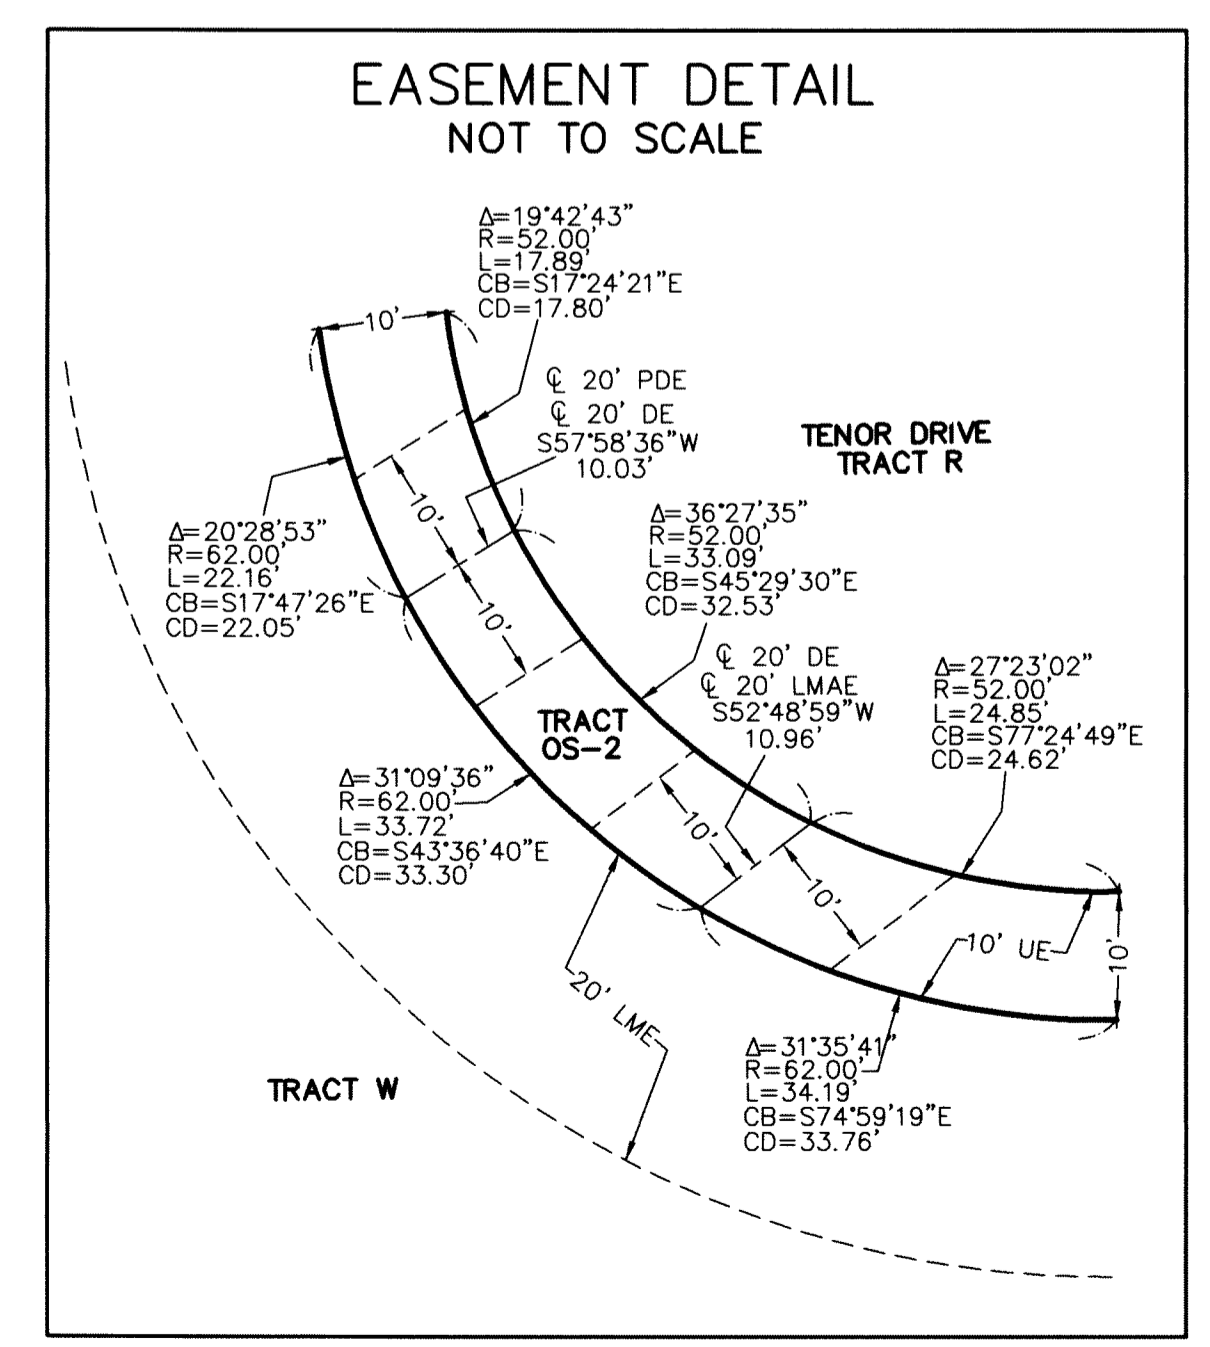 EASEMENT DETAIL
NOT TO SCALE
Δ=19°42'43"
R=52.00'
L=17.89'
CB=S17°24'21"E
CD=17.80'
10'
℄ 20' PDE
℄ 20' DE
S57°58'36"W
10.03'
TENOR DRIVE
TRACT R
10'
Δ=20°28'53"
R=62.00'
L=22.16'
CB=S17°47'26"E
CD=22.05'
Δ=36°27'35"
R=52.00'
L=33.09'
CB=S45°29'30"E
CD=32.53'
10'
℄ 20' DE
℄ 20' LMAE
S52°48'59"W
10.96'
Δ=27°23'02"
R=52.00'
L=24.85'
CB=S77°24'49"E
CD=24.62'
TRACT
OS-2
Δ=31°09'36"
R=62.00'
L=33.72'
CB=S43°36'40"E
CD=33.30'
10'
10'
10' UE
10'
20' LME
Δ=31°35'41"
R=62.00'
L=34.19'
CB=S74°59'19"E
CD=33.76'
TRACT W